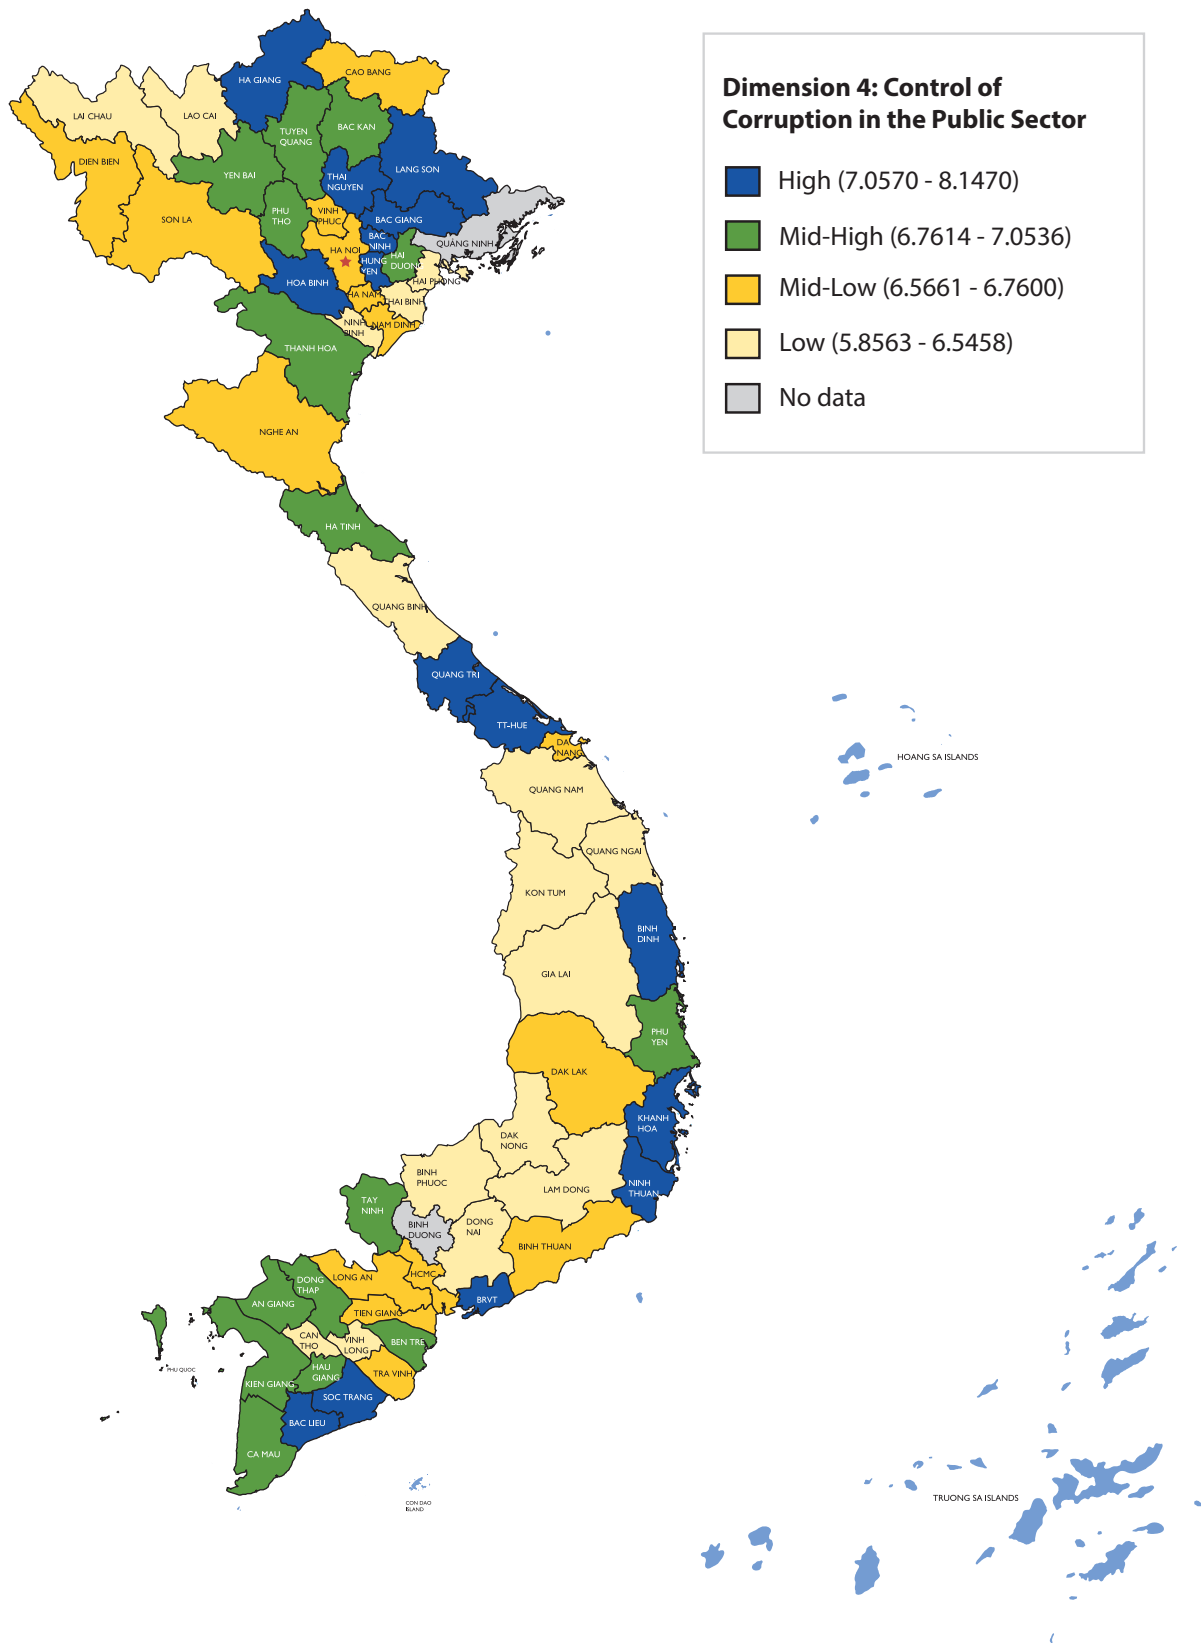 Dimension 4: Control of
Corruption in the Public Sector
High (7.0570 - 8.1470)
Mid-High (6.7614 - 7.0536)
Mid-Low (6.5661 - 6.7600)
Low (5.8563 - 6.5458)
No data
HA GIANG
CAO BANG
LAI CHAU
LAO CAI
TUYEN
QUANG
BAC KAN
DIEN BIEN
YEN BAI
THAI
NGUYEN
LANG SON
SON LA
PHU
THO
VINH
PHUC
BAC GIANG
BAC
NINH
QUANG NINH
HA NOI
HUNG
YEN
HAI
DUONG
HOA BINH
HAI PHONG
HA NAM
THAI BINH
NINH
BINH
NAM DINH
THANH HOA
NGHE AN
HA TINH
QUANG BINH
QUANG TRI
TT-HUE
DA
NANG
HOANG SA ISLANDS
QUANG NAM
QUANG NGAI
KON TUM
BINH
DINH
GIA LAI
PHU
YEN
DAK LAK
KHANH
HOA
DAK
NONG
BINH
PHUOC
LAM DONG
NINH
THUAN
TAY
NINH
BINH
DUONG
DONG
NAI
BINH THUAN
HCMC
LONG AN
DONG
THAP
AN GIANG
BRVT
TIEN GIANG
CAN
THO
VINH
LONG
BEN TRE
PHU QUOC
HAU
GIANG
TRA VINH
KIEN GIANG
SOC TRANG
BAC LIEU
CA MAU
CON DAO
ISLAND
TRUONG SA ISLANDS